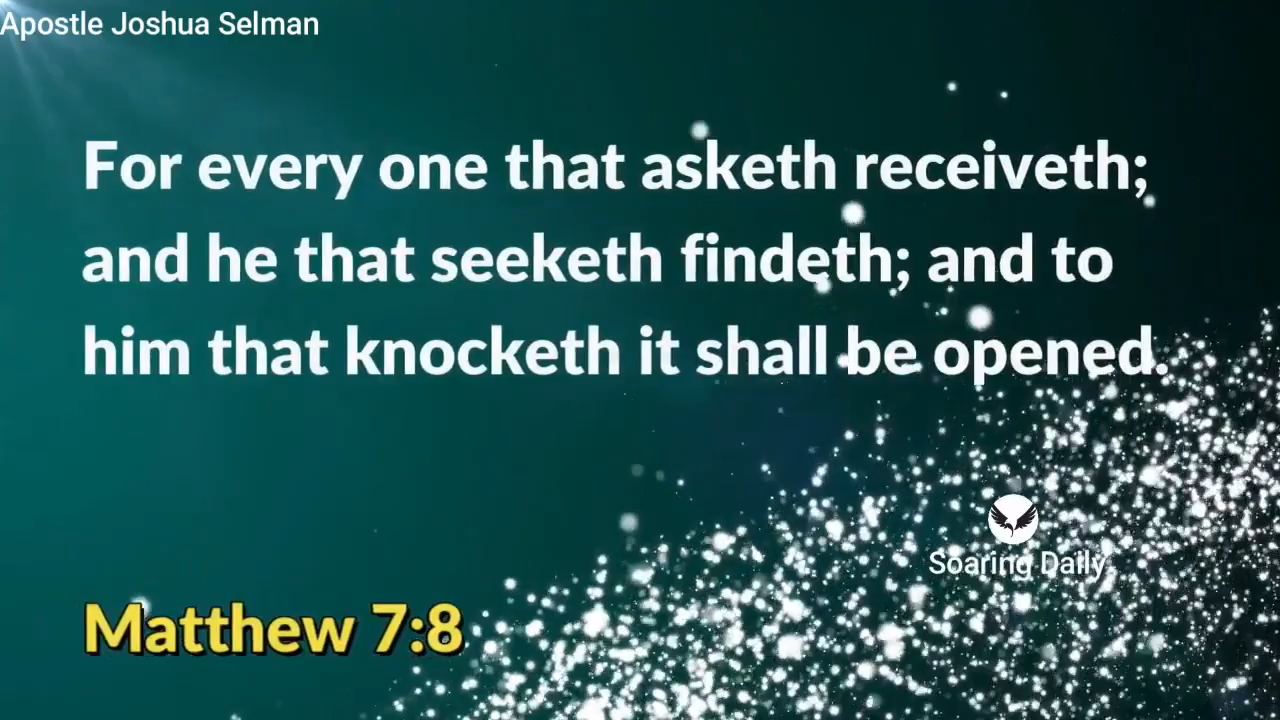 Apostle Joshua Selman
For every one that asketh receiveth;
and he that seeketh findeth; and to
him that knocketh it shall be opened.
Soaring Daily
Matthew 7:8